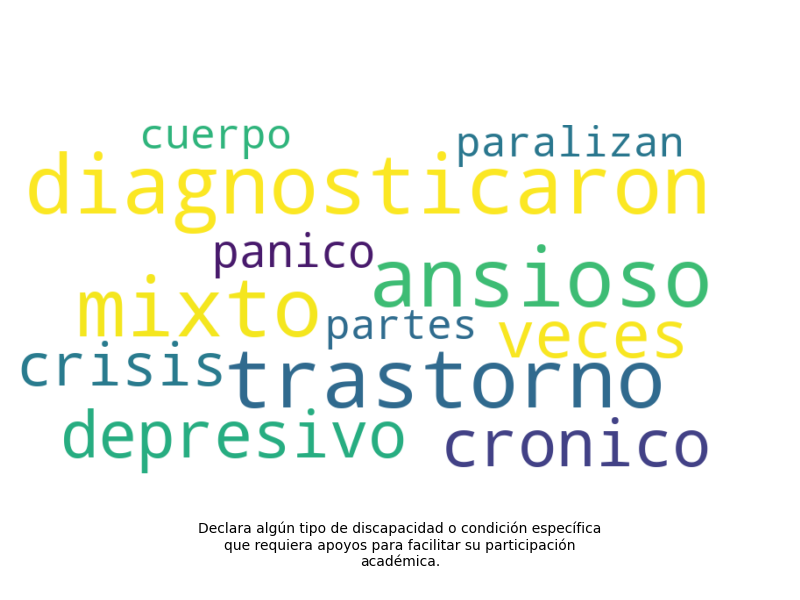 cuerpo
paralizan
diagnosticaron
panico
ansioso
mixto
partes
veces
crisis
trastorno
depresivo
cronico
Declara algún tipo de discapacidad o condición específica
que requiera apoyos para facilitar su participación
académica.